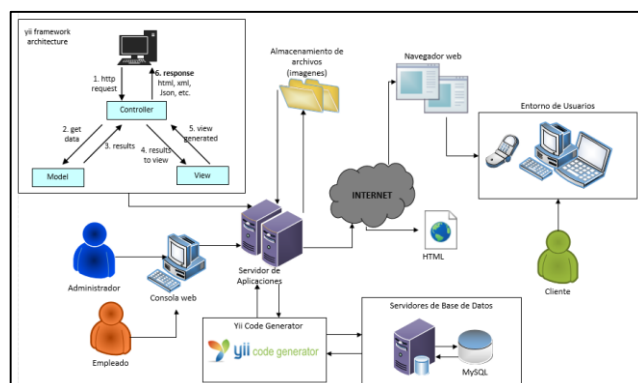 yii framework
architecture
1. http
request
6. response
html, xml,
Json, etc.
Controller
2. get
data
3. results
4. results
to view
5. view
generated
Model
View
Almacenamiento de
archivos
(imagenes)
Navegador web
Entorno de Usuarios
INTERNET
HTML
Servidor de
Aplicaciones
Administrador
Consola web
Empleado
Cliente
Yii Code Generator
yii code generator
Servidores de Base de Datos
MySQL